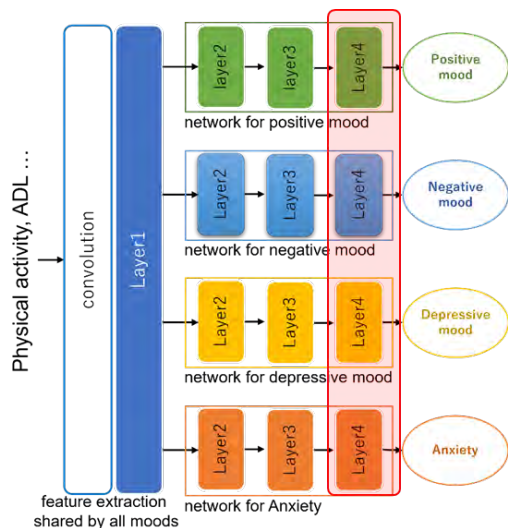 Physical activity, ADL ...
convolution
Layer1
feature extraction
shared by all moods
layer2
layer3
Layer4
network for positive mood
Positive
mood
Layer2
Layer3
Layer4
network for negative mood
Negative
mood
Layer2
Layer3
Layer4
network for depressive mood
Depressive
mood
Layer2
Layer3
Layer4
network for Anxiety
Anxiety